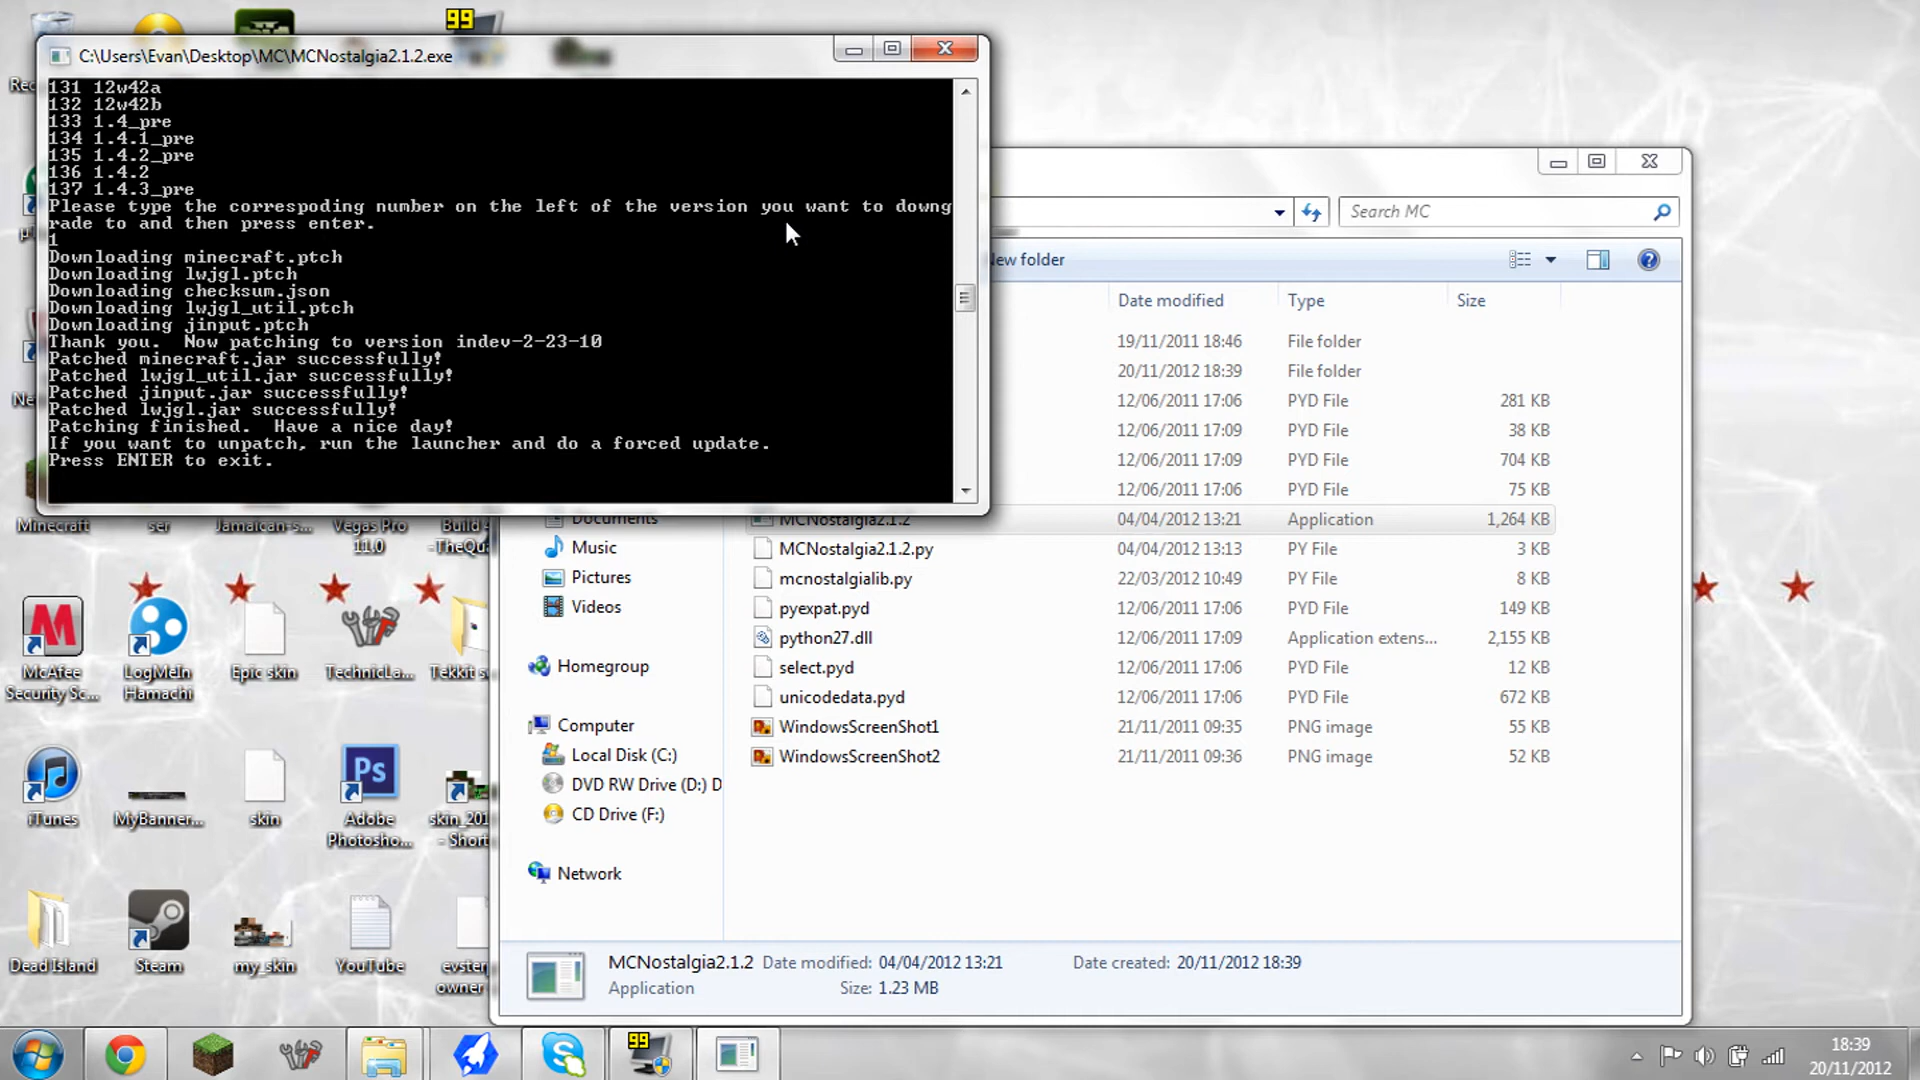 C:\Users\Evan\Desktop\MC\MCNostalgia2.1.2.exe
131 12w42a
132 12w42b
133 1.4_pre
134 1.4.1_pre
135 1.4.2_pre
136 1.4.2
137 1.4.3_pre
Please type the correspoding number on the left of the version you want to downg
rade to and then press enter.
1
Downloading minecraft.ptch
Downloading lwjgl.ptch
Downloading checksum.json
Downloading lwjgl_util.ptch
Downloading jinput.ptch
Thank you.  Now patching to version indev-2-23-10
Patched minecraft.jar successfully!
Patched lwjgl_util.jar successfully!
Patched jinput.jar successfully!
Patched lwjgl.jar successfully!
Patching finished.  Have a nice day!
If you want to unpatch, run the launcher and do a forced update.
Press ENTER to exit.
99
Search MC
New folder
Date modified Type Size
19/11/2011 18:46 File folder
20/11/2012 18:39 File folder
12/06/2011 17:06 PYD File 281 KB
12/06/2011 17:09 PYD File 38 KB
12/06/2011 17:09 PYD File 704 KB
12/06/2011 17:06 PYD File 75 KB
MCNostalgia2.1.2 04/04/2012 13:21 Application 1,264 KB
MCNostalgia2.1.2.py 04/04/2012 13:13 PY File 3 KB
mcnostalgialib.py 22/03/2012 10:49 PY File 8 KB
pyexpat.pyd 12/06/2011 17:06 PYD File 149 KB
python27.dll 12/06/2011 17:09 Application extens... 2,155 KB
select.pyd 12/06/2011 17:06 PYD File 12 KB
unicodedata.pyd 12/06/2011 17:06 PYD File 672 KB
WindowsScreenShot1 21/11/2011 09:35 PNG image 55 KB
WindowsScreenShot2 21/11/2011 09:36 PNG image 52 KB
Documents
Music
Pictures
Videos
Homegroup
Computer
Local Disk (C:)
DVD RW Drive (D:) D
CD Drive (F:)
Network
MCNostalgia2.1.2 Date modified: 04/04/2012 13:21 Date created: 20/11/2012 18:39
Application Size: 1.23 MB
Minecraft
ser
Jamaican-s...
Vegas Pro
11.0
Build
-TheQu
McAfee
Security Sc...
LogMeIn
Hamachi
Epic skin
TechnicLa...
Tekkit s
iTunes
MyBanner...
skin
Ps
Adobe
Photosho...
skin_201
- Short
Dead Island
Steam
my_skin
YouTube
evster
owner
99
18:39
20/11/2012